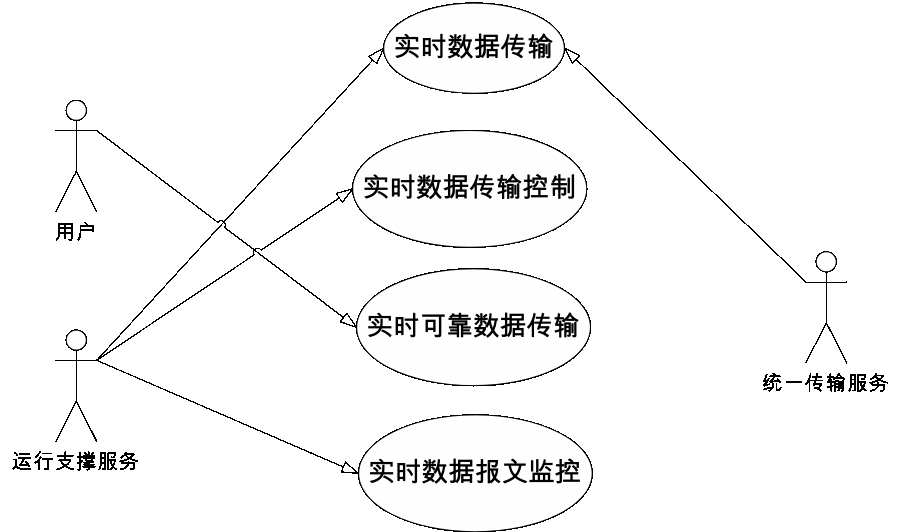 实时数据传输
实时数据传输控制
用户
实时可靠数据传输
统一传输服务
运行支撑服务
实时数据报文监控